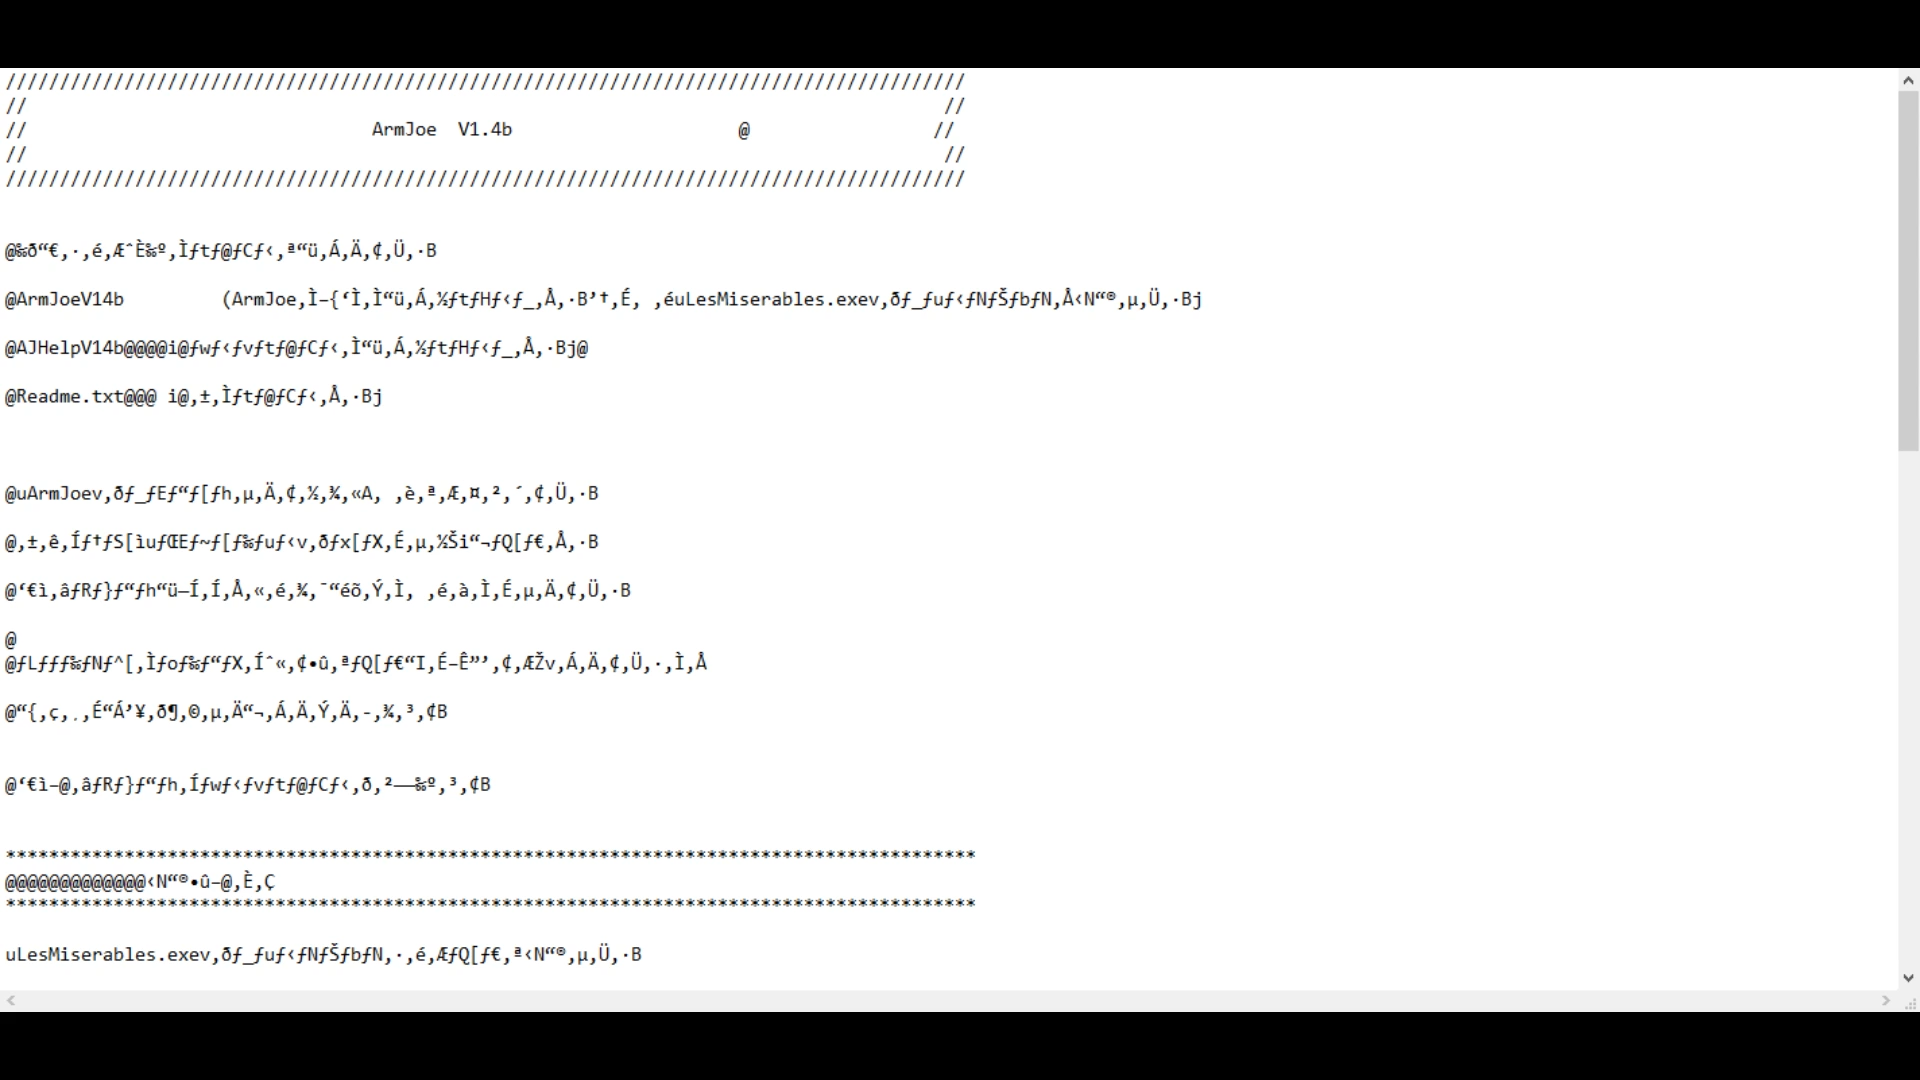 /////////////////////////////////////////////////////////////////////////////////////////
// //
// ArmJoe V1.4b @ //
// //
/////////////////////////////////////////////////////////////////////////////////////////
@‰ð“€‚·‚é‚ÆˆÈ‰º‚Ìƒtƒ@ƒCƒ‹‚ª“ü‚Á‚Ä‚¢‚Ü‚·B
@ArmJoeV14b (ArmJoe‚Ì–{‘Ì‚Ì“ü‚Á‚½ƒtƒHƒ‹ƒ_‚Å‚·B’†‚É‚ ‚éuLesMiserables.exev‚ðƒ_ƒuƒ‹ƒNƒŠƒbƒN‚Å‹N“®‚µ‚Ü‚·Bj
@AJHelpV14b@@@@i@ƒwƒ‹ƒvƒtƒ@ƒCƒ‹‚Ì“ü‚Á‚½ƒtƒHƒ‹ƒ_‚Å‚·Bj@
@Readme.txt@@@ i@‚±‚Ìƒtƒ@ƒCƒ‹‚Å‚·Bj
@uArmJoev‚ðƒ_ƒEƒ“ƒ[ƒh‚µ‚Ä‚¢‚½‚¾‚«A‚ ‚è‚ª‚Æ‚¤‚²‚´‚¢‚Ü‚·B
@‚±‚ê‚Íƒ†ƒS[ìuƒŒEƒ~ƒ[ƒ‰ƒuƒ‹v‚ðƒx[ƒX‚É‚µ‚½Ši“¬ƒQ[ƒ€‚Å‚·B
@‘€ì‚âƒRƒ}ƒ“ƒh“ü—Í‚Í‚Å‚«‚é‚¾‚¯“éõ‚Ý‚Ì‚ ‚é‚à‚Ì‚É‚µ‚Ä‚¢‚Ü‚·B
@
@ƒLƒƒƒ‰ƒNƒ^[‚Ìƒoƒ‰ƒ“ƒX‚Íˆ«‚¢•û‚ªƒQ[ƒ€“I‚É–Ê”’‚¢‚ÆŽv‚Á‚Ä‚¢‚Ü‚·‚Ì‚Å
@“{‚ç‚¸‚É“Á’¥‚ð¶‚©‚µ‚Ä“¬‚Á‚Ä‚Ý‚Ä‚­‚¾‚³‚¢B
@‘€ì–@‚âƒRƒ}ƒ“ƒh‚Íƒwƒ‹ƒvƒtƒ@ƒCƒ‹‚ð‚²——‰º‚³‚¢B
******************************************************************************************
@@@@@@@@@@@@@‹N“®•û–@‚È‚Ç
******************************************************************************************
uLesMiserables.exev‚ðƒ_ƒuƒ‹ƒNƒŠƒbƒN‚·‚é‚ÆƒQ[ƒ€‚ª‹N“®‚µ‚Ü‚·B